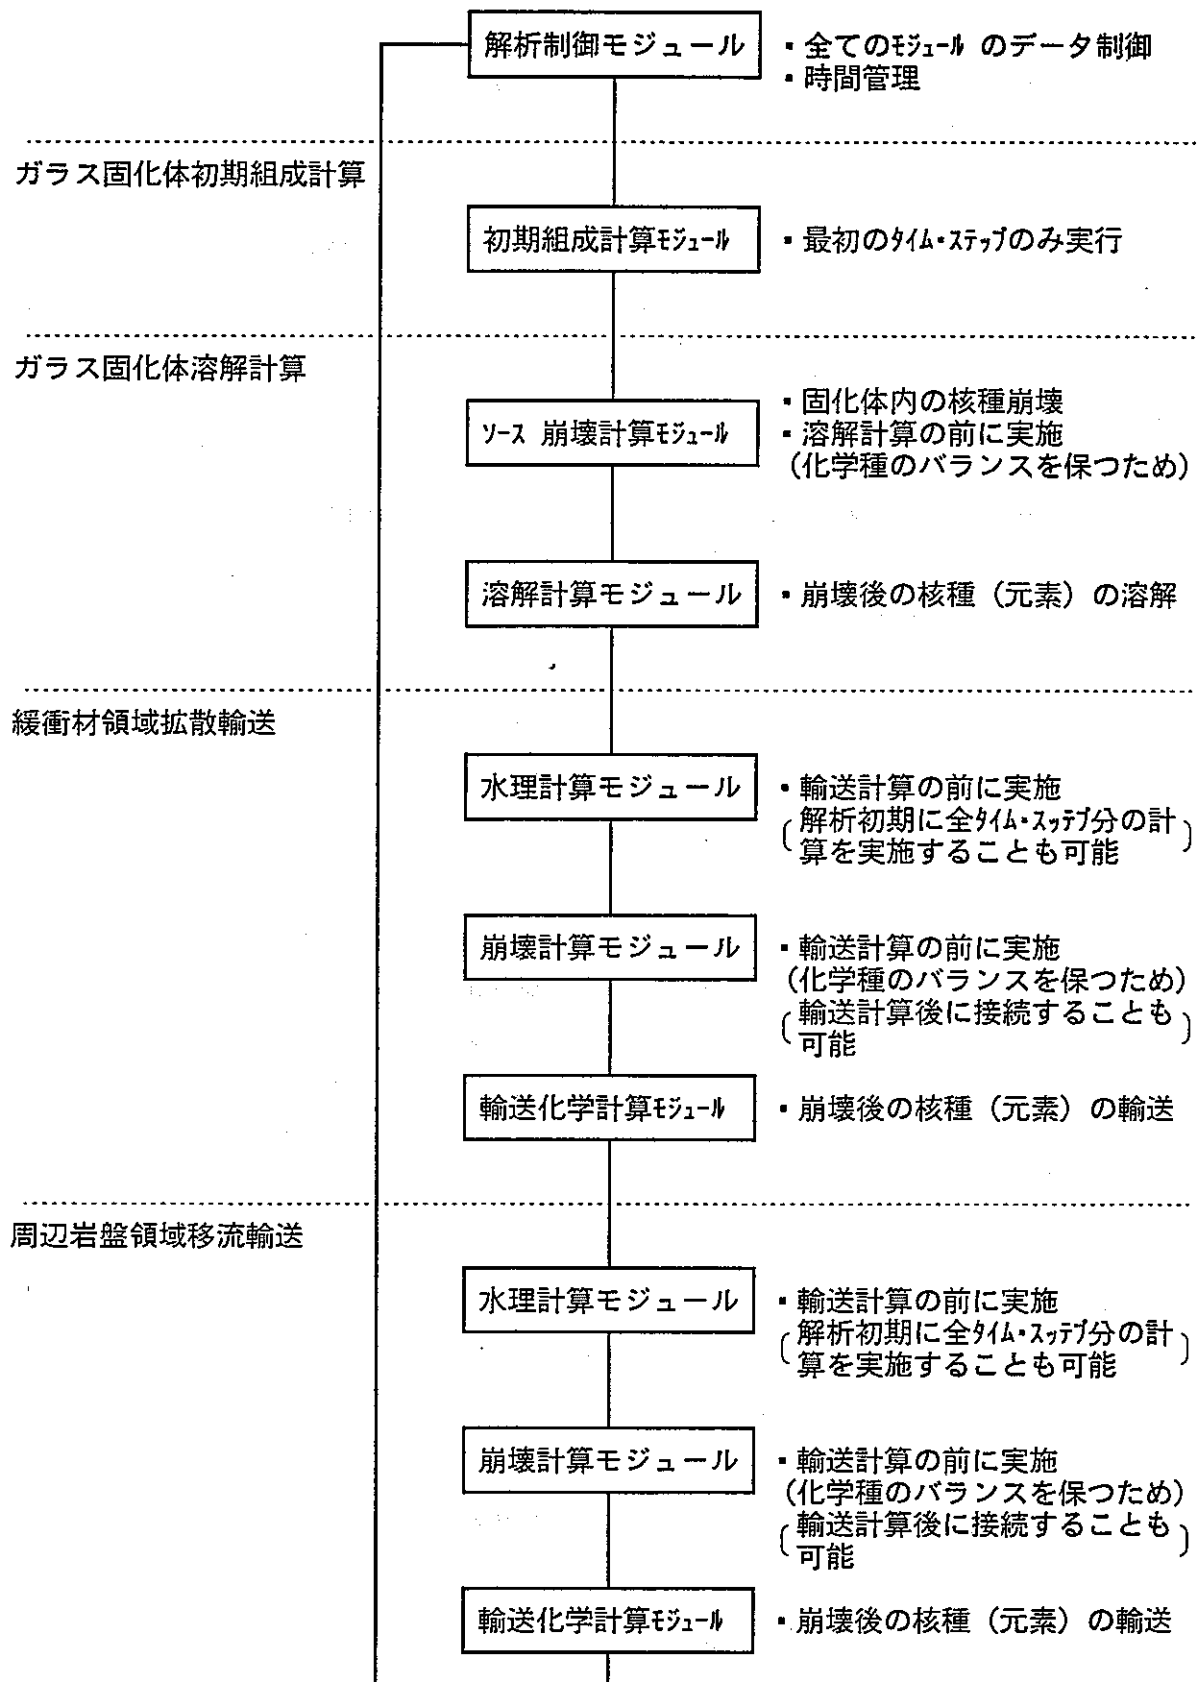 解析制御モジュール
・全てのモジュール のデータ制御
・時間管理
ガラス固化体初期組成計算
初期組成計算モジュール
・最初のタイム・ステップのみ実行
ガラス固化体溶解計算
ソース 崩壊計算モジュール
・固化体内の核種崩壊
・溶解計算の前に実施
(化学種のバランスを保つため)
溶解計算モジュール
・崩壊後の核種（元素）の溶解
緩衝材領域拡散輸送
水理計算モジュール
・輸送計算の前に実施
〔解析初期に全タイム・スッテプ分の計
算を実施することも可能〕
崩壊計算モジュール
・輸送計算の前に実施
(化学種のバランスを保つため)
〔輸送計算後に接続することも
可能〕
輸送化学計算モジュール
・崩壊後の核種（元素）の輸送
周辺岩盤領域移流輸送
水理計算モジュール
・輸送計算の前に実施
〔解析初期に全タイム・スッテプ分の計
算を実施することも可能〕
崩壊計算モジュール
・輸送計算の前に実施
(化学種のバランスを保つため)
〔輸送計算後に接続することも
可能〕
輸送化学計算モジュール
・崩壊後の核種（元素）の輸送